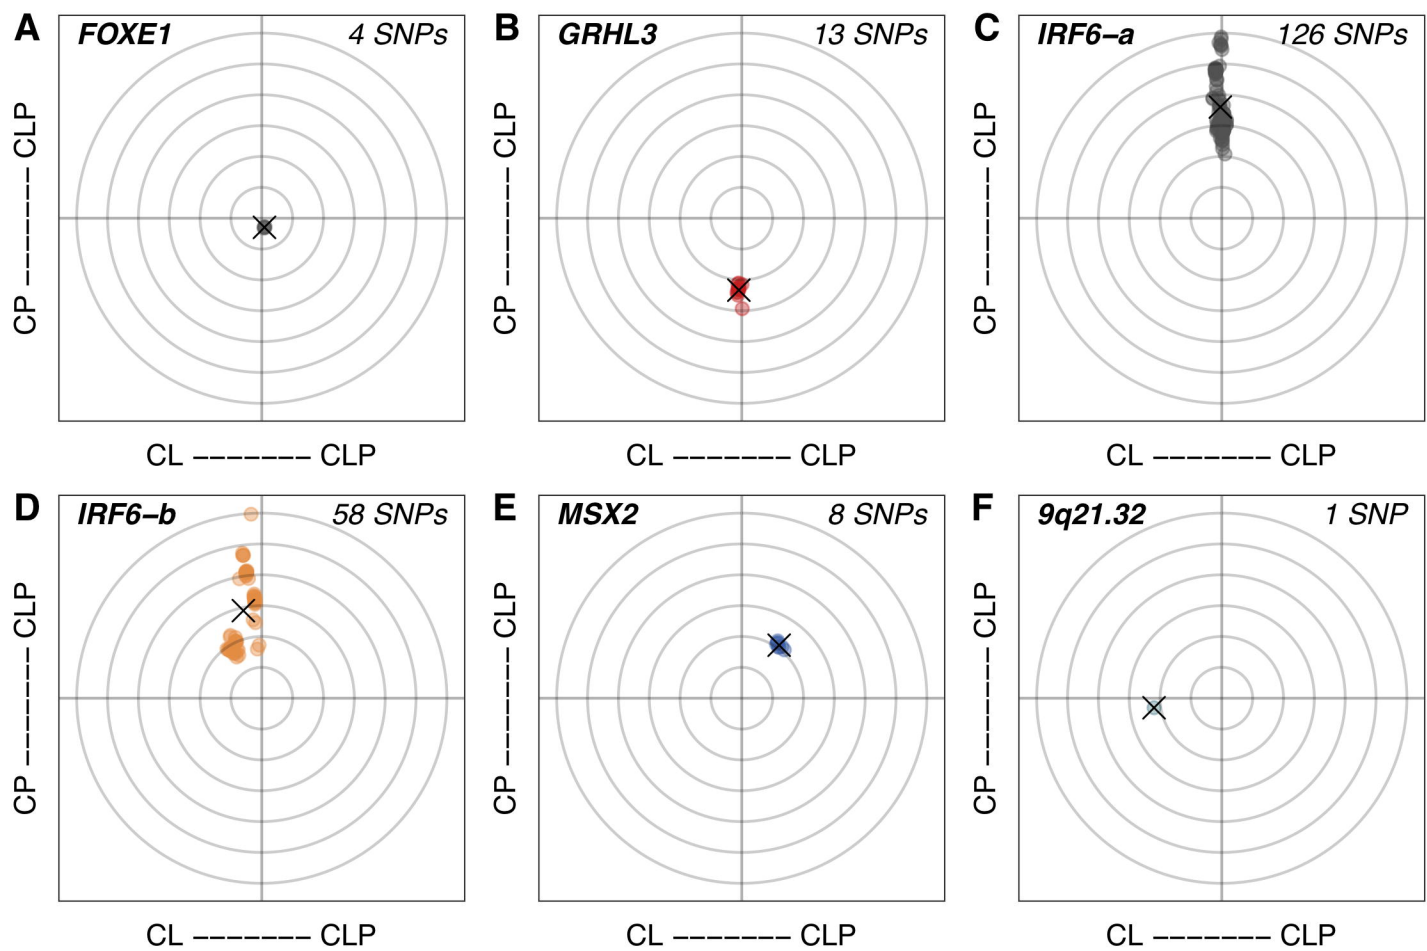 A FOXE1 4 SNPs
CP ------- CLP
CL ------- CLP
B GRHL3 13 SNPs
CP ------- CLP
CL ------- CLP
C IRF6–a 126 SNPs
CP ------- CLP
CL ------- CLP
D IRF6–b 58 SNPs
CP ------- CLP
CL ------- CLP
E MSX2 8 SNPs
CP ------- CLP
CL ------- CLP
F 9q21.32 1 SNP
CP ------- CLP
CL ------- CLP